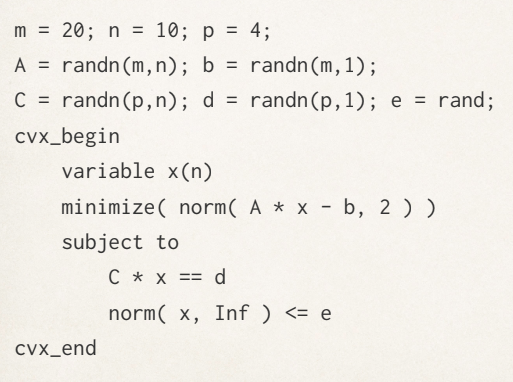 m = 20; n = 10; p = 4;
A = randn(m,n); b = randn(m,1);
C = randn(p,n); d = randn(p,1); e = rand;
cvx_begin
    variable x(n)
    minimize( norm( A * x - b, 2 ) )
    subject to
        C * x == d
        norm( x, Inf ) <= e
cvx_end